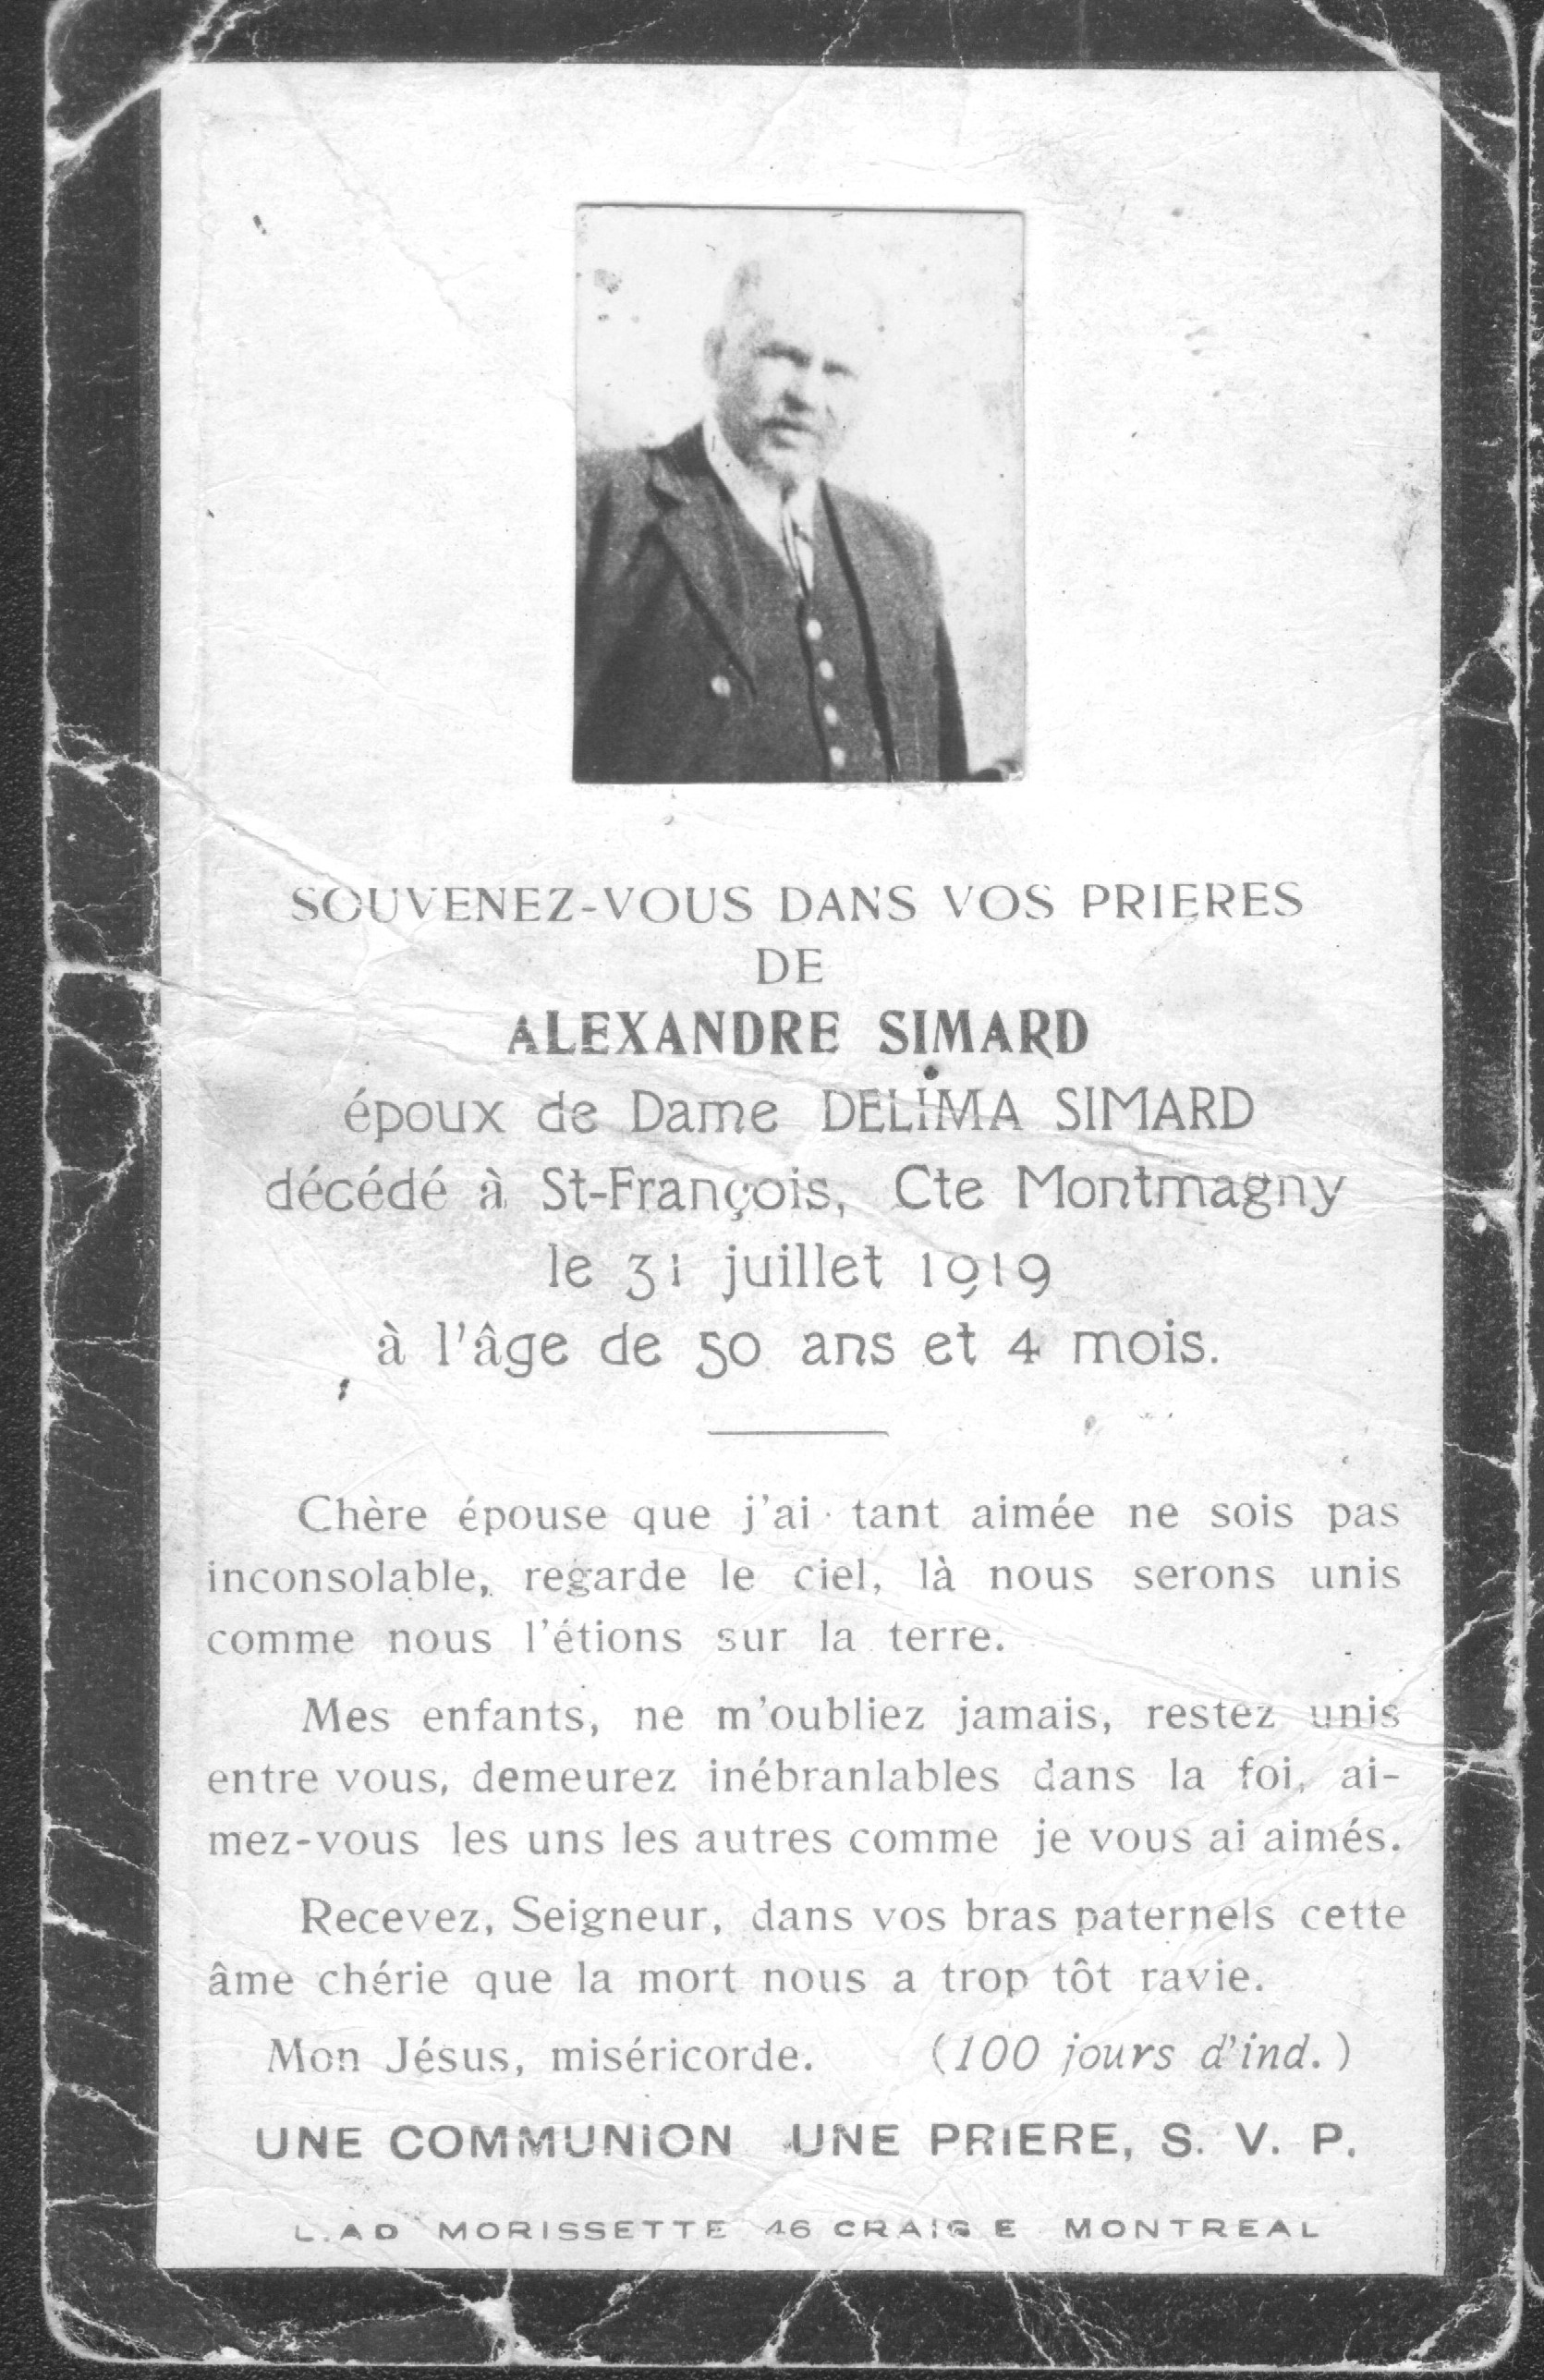 SOUVENEZ-VOUS DANS VOS PRIERES
DE
ALEXANDRE SIMARD
époux de Dame DELIMA SIMARD
décédé à St-François, Cte Montmagny
le 31 juillet 1919
à l'âge de 50 ans et 4 mois.
Chère épouse que j'ai tant aimée ne sois pas
inconsolable, regarde le ciel, là nous serons unis
comme nous l'étions sur la terre.
Mes enfants, ne m'oubliez jamais, restez unis
entre vous, demeurez inébranlables dans la foi, ai-
mez-vous les uns les autres comme je vous ai aimés.
Recevez, Seigneur, dans vos bras paternels cette
âme chérie que la mort nous a trop tôt ravie.
Mon Jésus, miséricorde. (100 jours d'ind.)
UNE COMMUNION UNE PRIERE, S. V. P.
L. AD MORISSETTE 46 CRAIG E MONTREAL